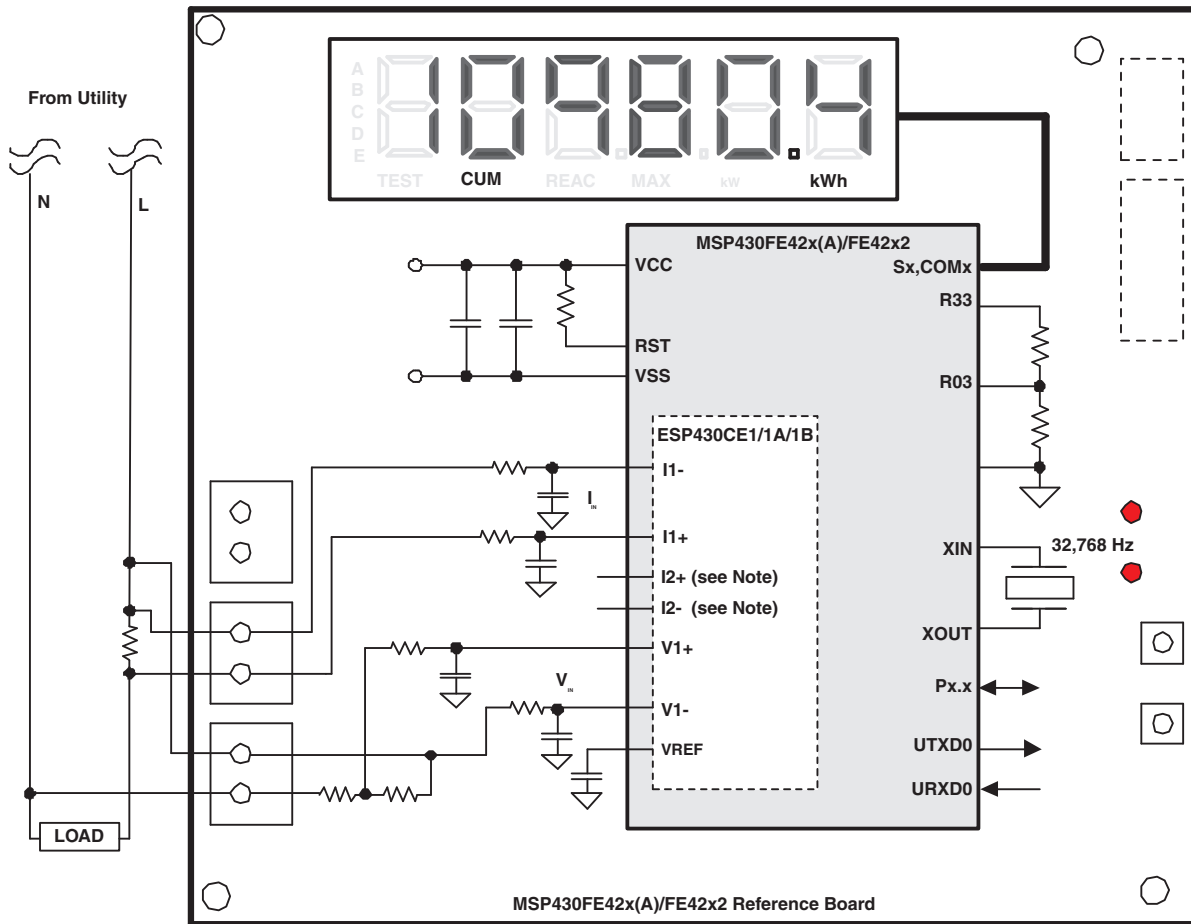 A
B
C
D
E
10980.4
TEST CUM REAC MAX kW kWh
From Utility
N
L
MSP430FE42x(A)/FE42x2
VCC
Sx,COMx
R33
RST
VSS
R03
ESP430CE1/1A/1B
I1-
I IN
I1+
XIN
32,768 Hz
I2+ (see Note)
I2- (see Note)
XOUT
V1+
Px.x
V IN
V1-
VREF
UTXD0
URXD0
LOAD
MSP430FE42x(A)/FE42x2 Reference Board